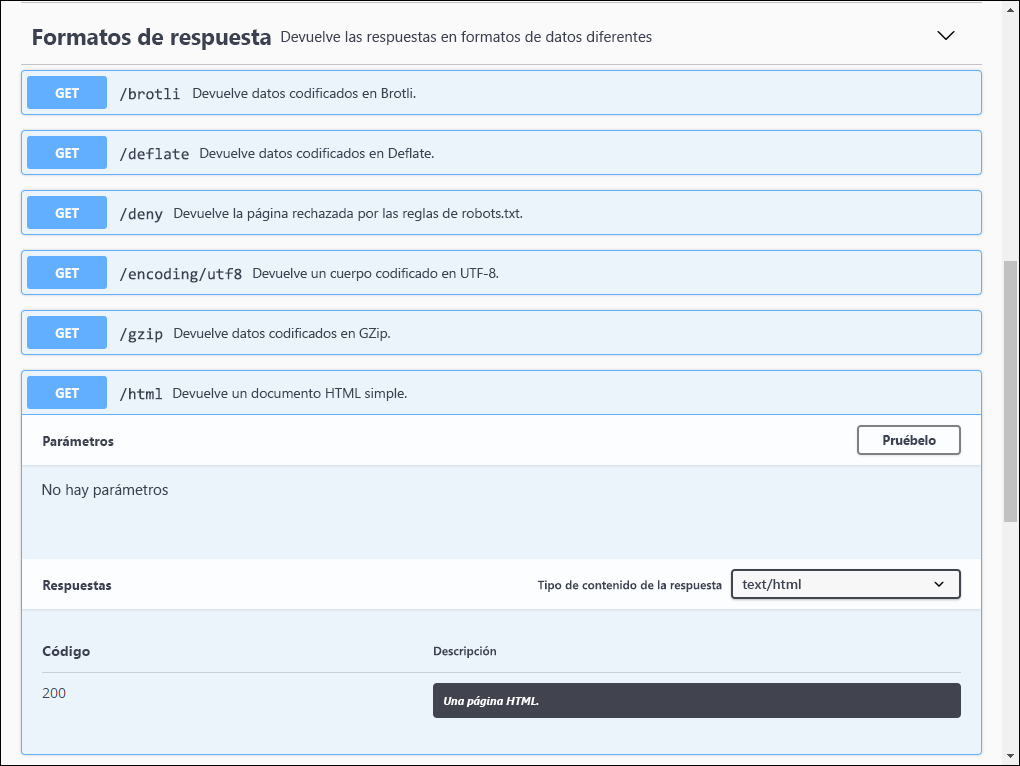 Formatos de respuesta Devuelve las respuestas en formatos de datos diferentes
GET /brotli Devuelve datos codificados en Brotli.
GET /deflate Devuelve datos codificados en Deflate.
GET /deny Devuelve la página rechazada por las reglas de robots.txt.
GET /encoding/utf8 Devuelve un cuerpo codificado en UTF-8.
GET /gzip Devuelve datos codificados en GZip.
GET /html Devuelve un documento HTML simple.
Parámetros Pruébelo
No hay parámetros
Respuestas Tipo de contenido de la respuesta text/html
Código Descripción
200 Una página HTML.